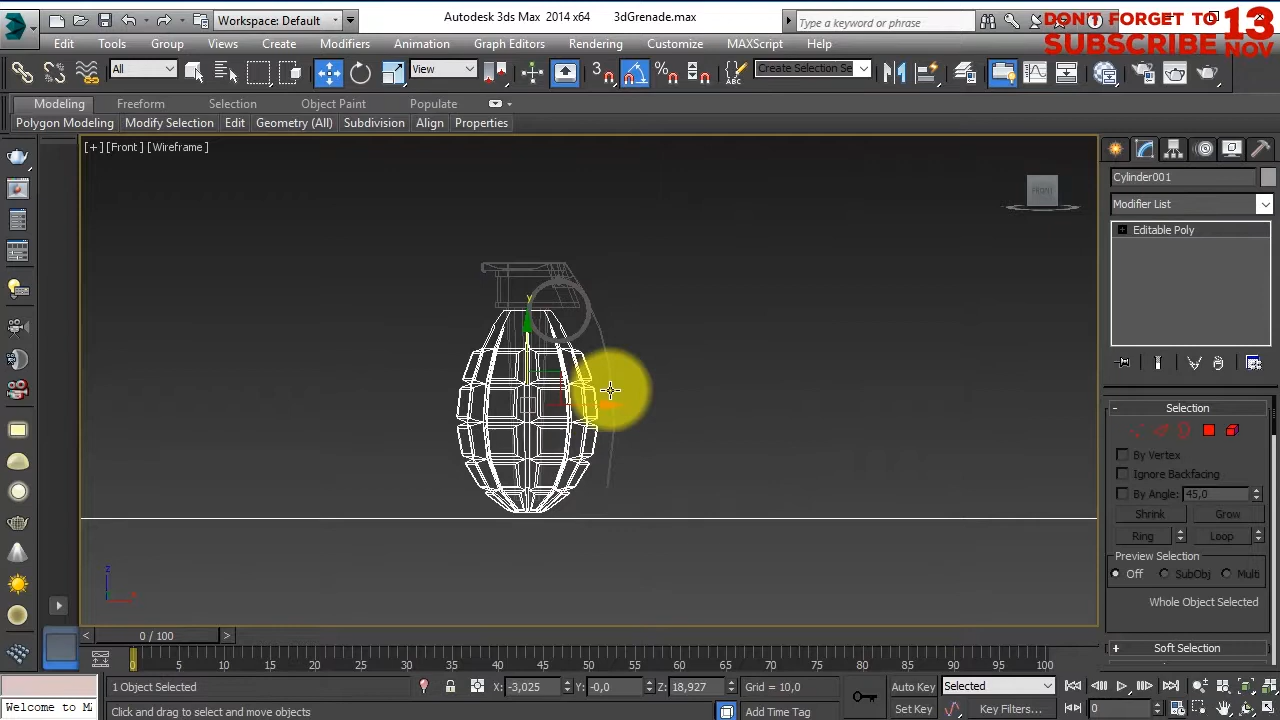 Workspace: Default
Autodesk 3ds Max 2014 x64
3dGrenade.max
Type a keyword or phrase
DON'T FORGET TO
SUBSCRIBE
13
NOV
Edit
Tools
Group
Views
Create
Modifiers
Animation
Graph Editors
Rendering
Customize
MAXScript
Help
All
View
3
ABC
Create Selection Se
Modeling
Freeform
Selection
Object Paint
Populate
Polygon Modeling
Modify Selection
Edit
Geometry (All)
Subdivision
Align
Properties
[+] [Front ] [Wireframe ]
FRONT
Cylinder001
Modifier List
Editable Poly
y
z
x
- Selection
By Vertex
Ignore Backfacing
By Angle: 45,0
Shrink
Grow
Ring
Loop
Preview Selection
Off
SubObj
Multi
Whole Object Selected
+ Soft Selection
< 0 / 100 >
0 5 10 15 20 25 30 35 40 45 50 55 60 65 70 75 80 85 90 95 100
1 Object Selected
X: -3,025
Y: -0,0
Z: 18,927
Grid = 10,0
Auto Key
Selected
Welcome to M
Click and drag to select and move objects
Add Time Tag
Set Key
Key Filters...
0